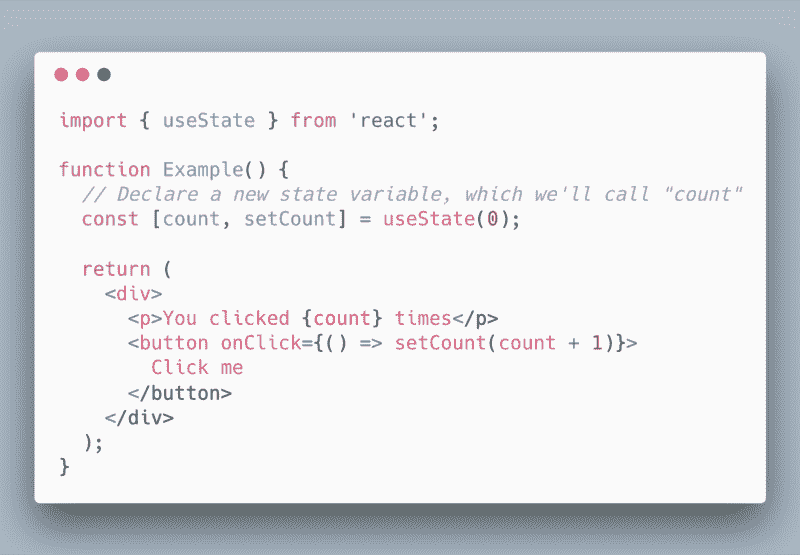 import { useState } from 'react';
function Example() {
// Declare a new state variable, which we'll call "count"
const [count, setCount] = useState(0);
return (
<div>
<p>You clicked {count} times</p>
<button onClick={() => setCount(count + 1)}>
Click me
</button>
</div>
);
}